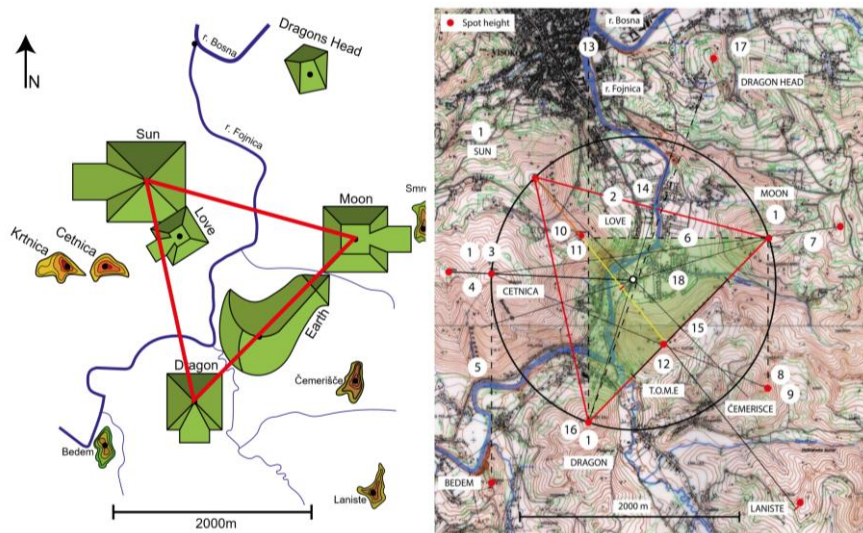 N
Dragons Head
r. Bosna
r. Fojnica
Sun
Love
Moon
Krtnica
Cetnica
Earth
Dragon
Čemerišče
Bedem
Laniste
2000m
Spot height
r. Bosna
13
17
r. Fojnica
DRAGON HEAD
1
SUN
2
14
MOON
LOVE
1
10
6
7
11
1
3
18
4
CETNICA
15
5
12
8
T.O.M.E
9
ČEMERISCE
16
1
DRAGON
BEDEM
LANISTE
2000 m